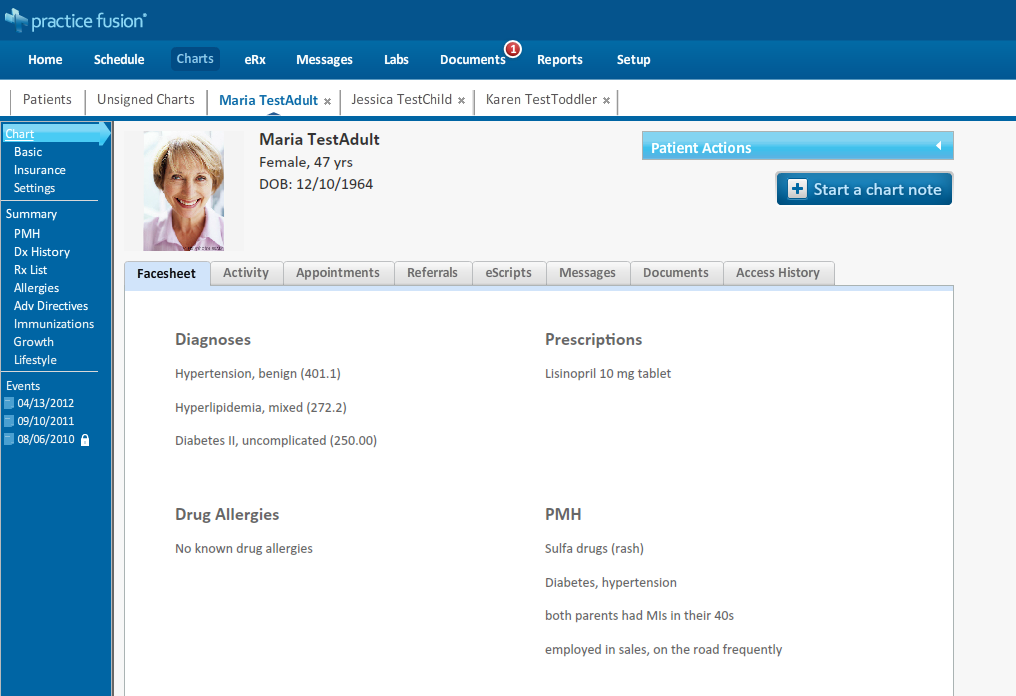 practice fusion
Home Schedule Charts eRx Messages Labs Documents 1 Reports Setup
Patients Unsigned Charts Maria TestAdult × Jessica TestChild × Karen TestToddler ×
Chart
Basic
Insurance
Settings
Summary
PMH
Dx History
Rx List
Allergies
Adv Directives
Immunizations
Growth
Lifestyle
Events
04/13/2012
09/10/2011
08/06/2010
Maria TestAdult
Female, 47 yrs
DOB: 12/10/1964
Patient Actions
Start a chart note
Facesheet Activity Appointments Referrals eScripts Messages Documents Access History
Diagnoses
Hypertension, benign (401.1)
Hyperlipidemia, mixed (272.2)
Diabetes II, uncomplicated (250.00)
Prescriptions
Lisinopril 10 mg tablet
Drug Allergies
No known drug allergies
PMH
Sulfa drugs (rash)
Diabetes, hypertension
both parents had MIs in their 40s
employed in sales, on the road frequently